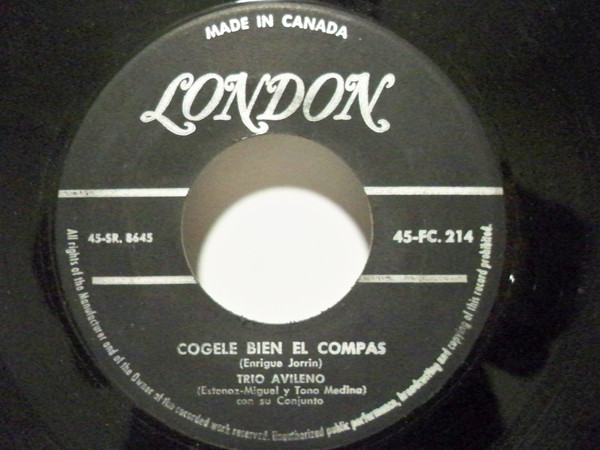 MADE IN CANADA
LONDON
45-SR. 8645
45-FC. 214
COGELE BIEN EL COMPAS
(Enrigue Jorrin)
TRIO AVILENO
(Estenoz-Miguel y Tono Medina)
con su Conjunto
All rights of the Manufacturer and of the Owner of the recorded work reserved. Unauthorized public performance, broadcasting and copying of this record prohibited.